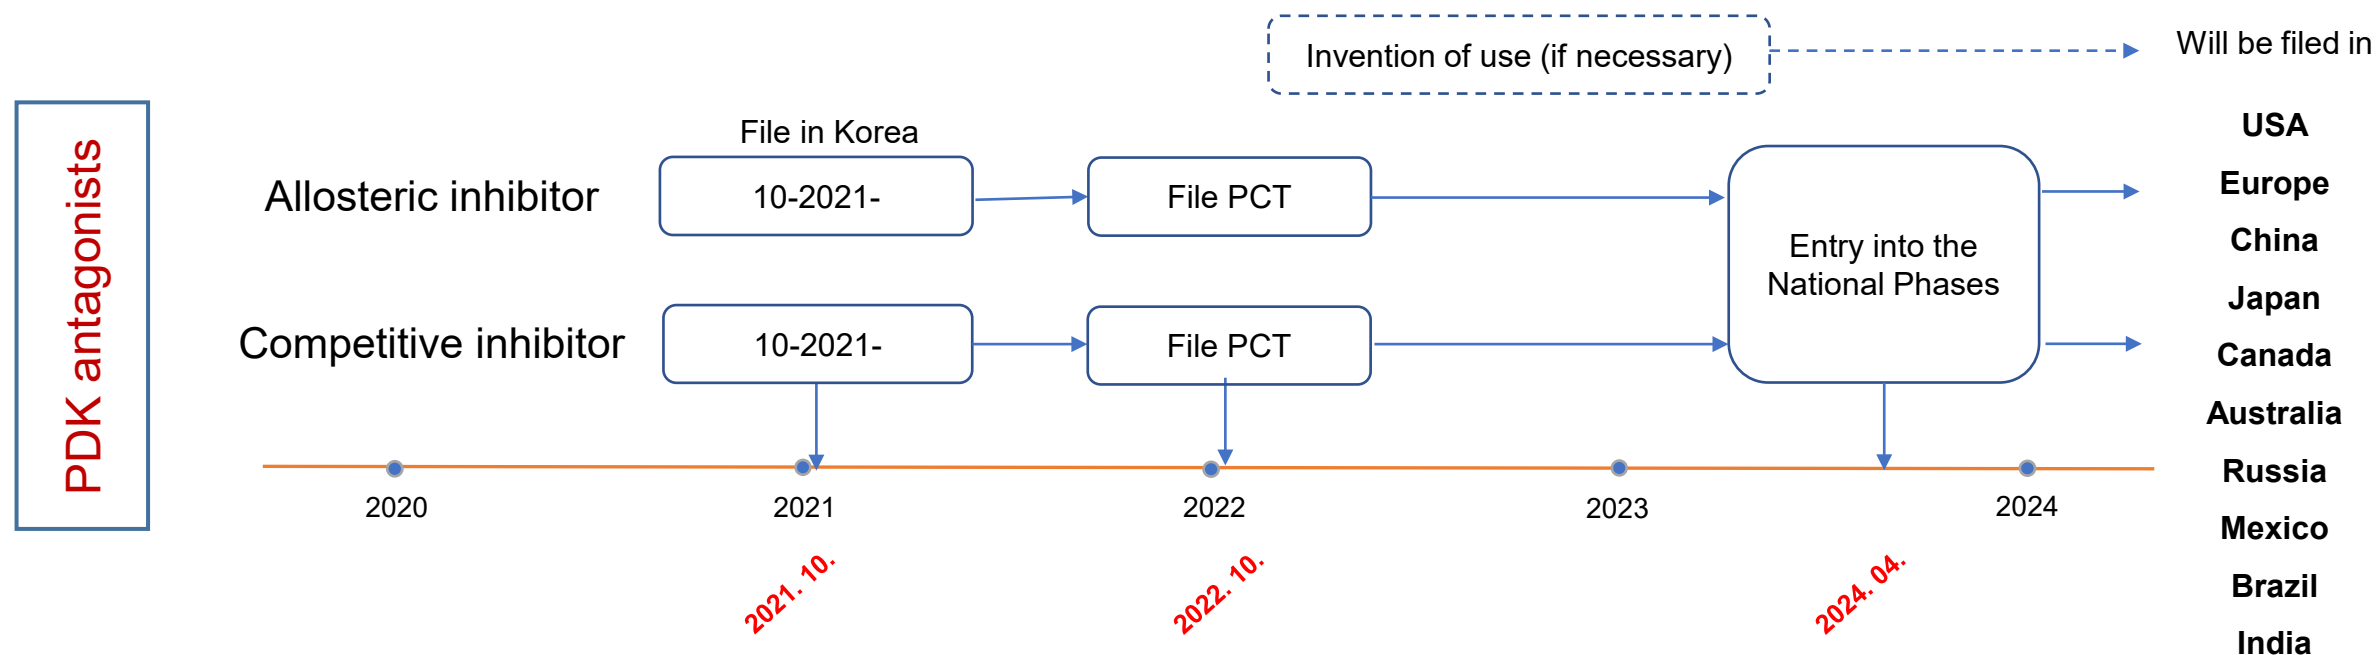 Invention of use (if necessary)
Will be filed in
PDK antagonists
File in Korea
Allosteric inhibitor
10-2021-
File PCT
Entry into the
National Phases
Competitive inhibitor
10-2021-
File PCT
USA
Europe
China
Japan
Canada
Australia
Russia
Mexico
Brazil
India
2020
2021
2022
2023
2024
2021. 10.
2022. 10.
2024. 04.